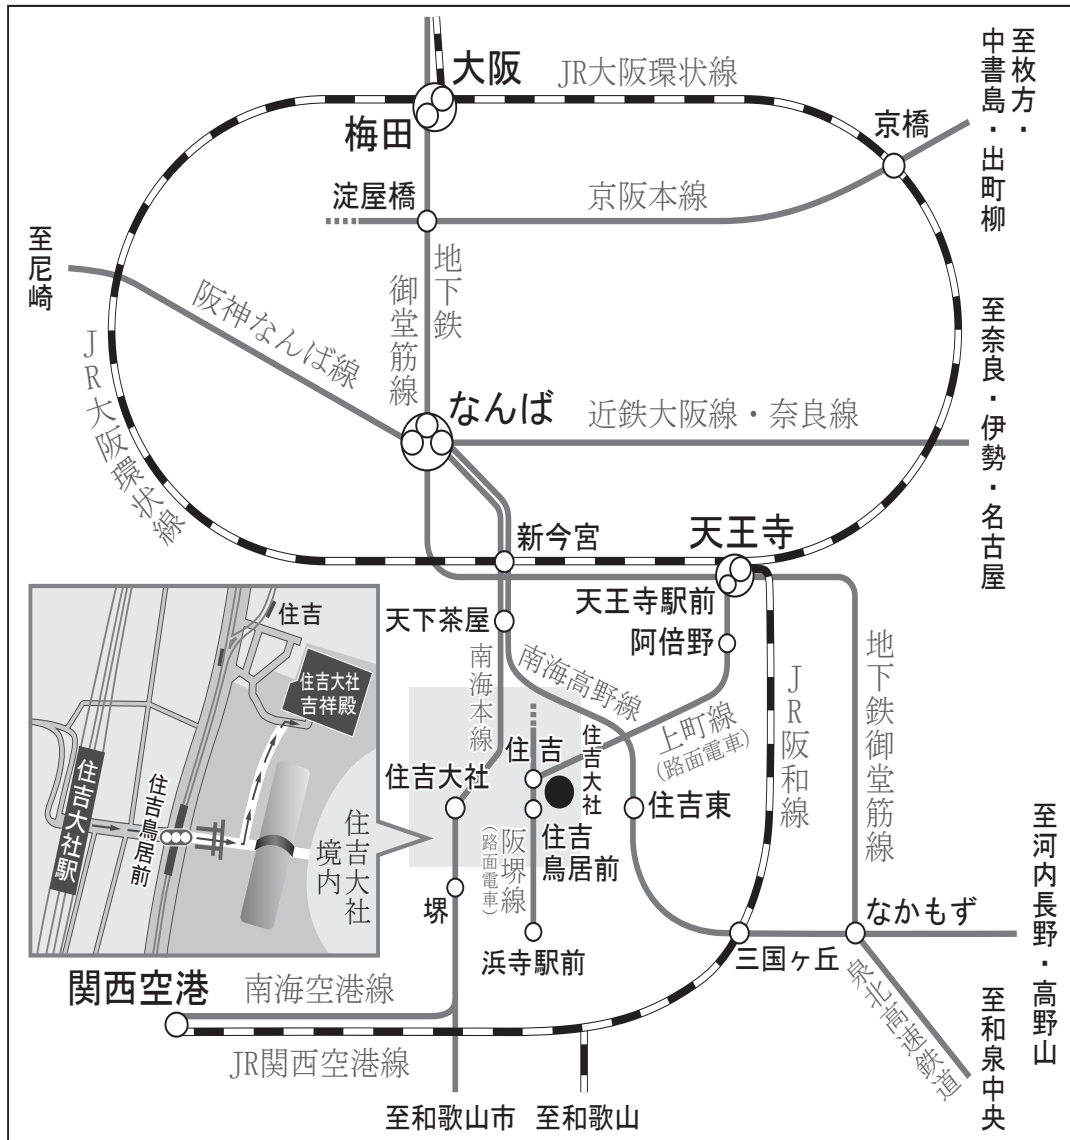 大阪
JR大阪環状線
梅田
京橋
至枚方・
中書島・出町柳
淀屋橋
京阪本線
至尼崎
地下鉄
御堂筋線
阪神なんば線
JR大阪環状線
なんば
近鉄大阪線・奈良線
至奈良・伊勢・名古屋
新今宮
天王寺
天王寺駅前
天下茶屋
阿倍野
南海本線
南海高野線
上町線
(路面電車)
JR阪和線
地下鉄御堂筋線
住吉
住吉大社
吉祥殿
住吉大社駅
住吉鳥居前
住吉大社
境内
住吉大社
住吉
住吉大社
住吉
鳥居前
住吉東
阪堺線
(路面電車)
堺
浜寺駅前
三国ヶ丘
なかもず
至河内長野・高野山
泉北高速鉄道
至和泉中央
関西空港
南海空港線
JR関西空港線
至和歌山市
至和歌山